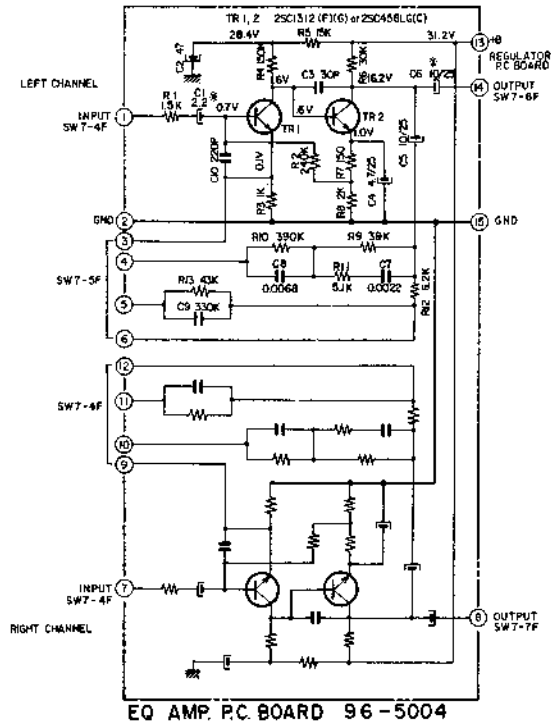 TR 1, 2 2SC1312 (F)(G) or 2SC458LG(C)
28.4V
R5 15K
31.2V
13 +B
REGULATOR
P.C BOARD
C2 47
R4 150K
R6 30K
C3 30P
C6 * 10/25
LEFT CHANNEL
.6V
16.2V
14 OUTPUT
SW7-6F
INPUT
SW7-4F
1
R1
1.5K
C1 *
2.2
0.7V
.6V
TR1
TR2
1.0V
C5 10/25
C10 220P
0.1V
R2
240K
R7 150
R3 1K
R8 2K
C4 4.7/25
GND 2
15 GND
3
R10 390K
R9 39K
4
C8
0.0068
R11
5.1K
C7
0.0022
SW7-5F
R13 43K
5
C9 330K
R12 6.2K
6
12
11
SW7-4F
10
9
INPUT
SW7-4F
7
8 OUTPUT
SW7-7F
RIGHT CHANNEL
EQ AMP. P.C. BOARD 96-5004